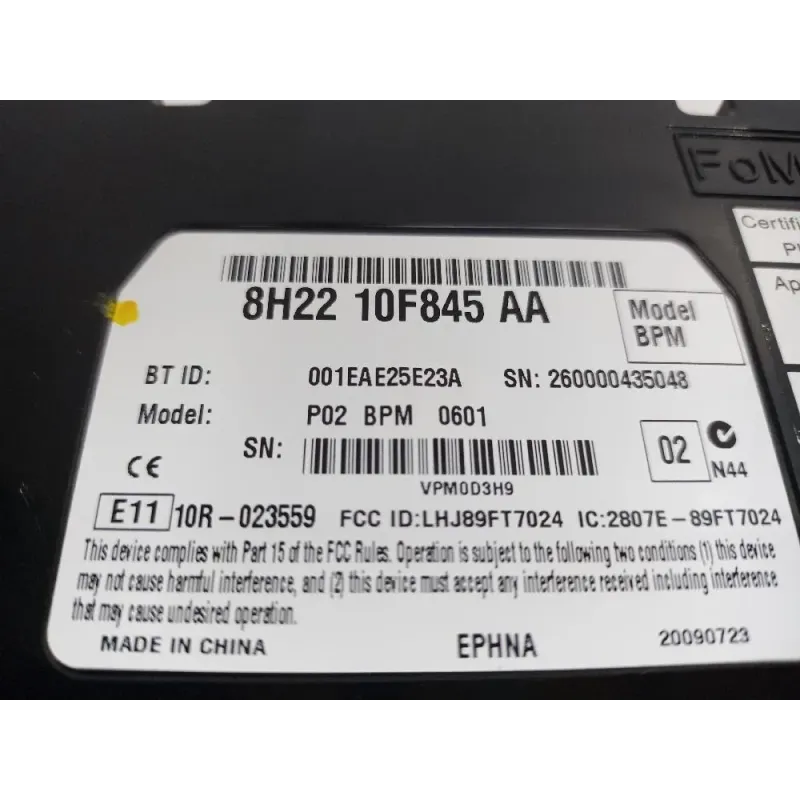 FoM
Certifi
Ap
8H22 10F845 AA
Model
BPM
BT ID: 001EAE25E23A SN: 260000435048
Model: P02 BPM 0601
SN:
VPM0D3H9
02
N44
CE
E11 10R-023559 FCC ID:LHJ89FT7024 IC:2807E-89FT7024
This device complies with Part 15 of the FCC Rules. Operation is subject to the following two conditions (1) this device
may not cause harmful interference, and (2) this device must accept any interference received including interference
that may cause undesired operation.
MADE IN CHINA EPHNA 20090723